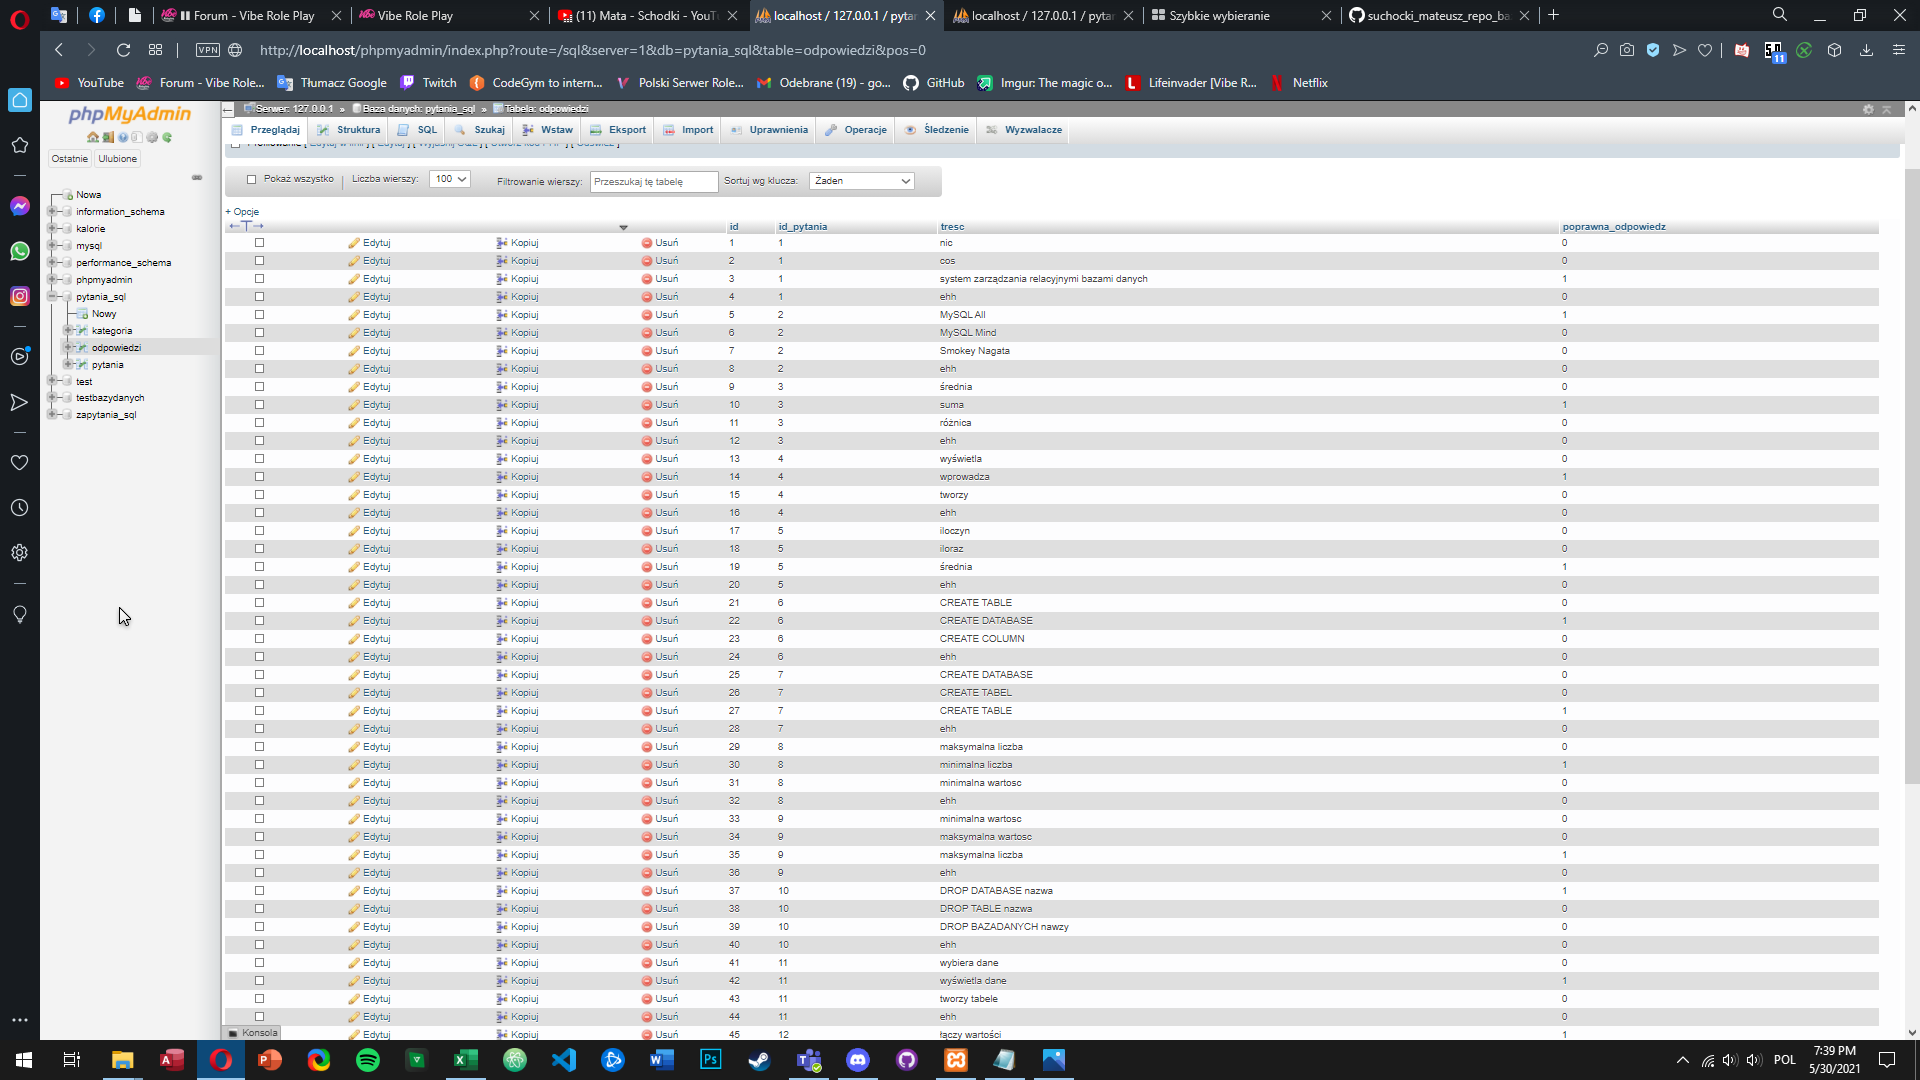 Forum - Vibe Role Play
Vibe Role Play
(11) Mata - Schodki - YouT
localhost / 127.0.0.1 / pytar
localhost / 127.0.0.1 / pytar
Szybkie wybieranie
suchocki_mateusz_repo_ba
VPN
http://localhost/phpmyadmin/index.php?route=/sql&server=1&db=pytania_sql&table=odpowiedzi&pos=0
11
YouTube
Forum - Vibe Role...
Tłumacz Google
Twitch
CodeGym to intern...
Polski Serwer Role...
Odebrane (19) - go...
GitHub
Imgur: The magic o...
Lifeinvader [Vibe R...
Netflix
phpMyAdmin
Serwer: 127.0.0.1 » Baza danych: pytania_sql » Tabela: odpowiedzi
Przeglądaj
Struktura
SQL
Szukaj
Wstaw
Eksport
Import
Uprawnienia
Operacje
Śledzenie
Wyzwalacze
Ostatnie
Ulubione
Nowa
information_schema
kalorie
mysql
performance_schema
phpmyadmin
pytania_sql
Nowy
kategoria
odpowiedzi
pytania
test
testbazydanych
zapytania_sql
Pokaż wszystko
Liczba wierszy: 100
Filtrowanie wierszy: Przeszukaj tę tabelę
Sortuj wg klucza: Żaden
+ Opcje
id id_pytania tresc poprawna_odpowiedz
Edytuj Kopiuj Usuń 1 1 nic 0
Edytuj Kopiuj Usuń 2 1 cos 0
Edytuj Kopiuj Usuń 3 1 system zarządzania relacyjnymi bazami danych 1
Edytuj Kopiuj Usuń 4 1 ehh 0
Edytuj Kopiuj Usuń 5 2 MySQL All 1
Edytuj Kopiuj Usuń 6 2 MySQL Mind 0
Edytuj Kopiuj Usuń 7 2 Smokey Nagata 0
Edytuj Kopiuj Usuń 8 2 ehh 0
Edytuj Kopiuj Usuń 9 3 średnia 0
Edytuj Kopiuj Usuń 10 3 suma 1
Edytuj Kopiuj Usuń 11 3 różnica 0
Edytuj Kopiuj Usuń 12 3 ehh 0
Edytuj Kopiuj Usuń 13 4 wyświetla 0
Edytuj Kopiuj Usuń 14 4 wprowadza 1
Edytuj Kopiuj Usuń 15 4 tworzy 0
Edytuj Kopiuj Usuń 16 4 ehh 0
Edytuj Kopiuj Usuń 17 5 iloczyn 0
Edytuj Kopiuj Usuń 18 5 iloraz 0
Edytuj Kopiuj Usuń 19 5 średnia 1
Edytuj Kopiuj Usuń 20 5 ehh 0
Edytuj Kopiuj Usuń 21 6 CREATE TABLE 0
Edytuj Kopiuj Usuń 22 6 CREATE DATABASE 1
Edytuj Kopiuj Usuń 23 6 CREATE COLUMN 0
Edytuj Kopiuj Usuń 24 6 ehh 0
Edytuj Kopiuj Usuń 25 7 CREATE DATABASE 0
Edytuj Kopiuj Usuń 26 7 CREATE TABEL 0
Edytuj Kopiuj Usuń 27 7 CREATE TABLE 1
Edytuj Kopiuj Usuń 28 7 ehh 0
Edytuj Kopiuj Usuń 29 8 maksymalna liczba 0
Edytuj Kopiuj Usuń 30 8 minimalna liczba 1
Edytuj Kopiuj Usuń 31 8 minimalna wartosc 0
Edytuj Kopiuj Usuń 32 8 ehh 0
Edytuj Kopiuj Usuń 33 9 minimalna wartosc 0
Edytuj Kopiuj Usuń 34 9 maksymalna wartosc 0
Edytuj Kopiuj Usuń 35 9 maksymalna liczba 1
Edytuj Kopiuj Usuń 36 9 ehh 0
Edytuj Kopiuj Usuń 37 10 DROP DATABASE nazwa 1
Edytuj Kopiuj Usuń 38 10 DROP TABLE nazwa 0
Edytuj Kopiuj Usuń 39 10 DROP BAZADANYCH nawzy 0
Edytuj Kopiuj Usuń 40 10 ehh 0
Edytuj Kopiuj Usuń 41 11 wybiera dane 0
Edytuj Kopiuj Usuń 42 11 wyświetla dane 1
Edytuj Kopiuj Usuń 43 11 tworzy tabele 0
Edytuj Kopiuj Usuń 44 11 ehh 0
Edytuj Kopiuj Usuń 45 12 łączy wartości 1
Konsola
POL
7:39 PM
5/30/2021